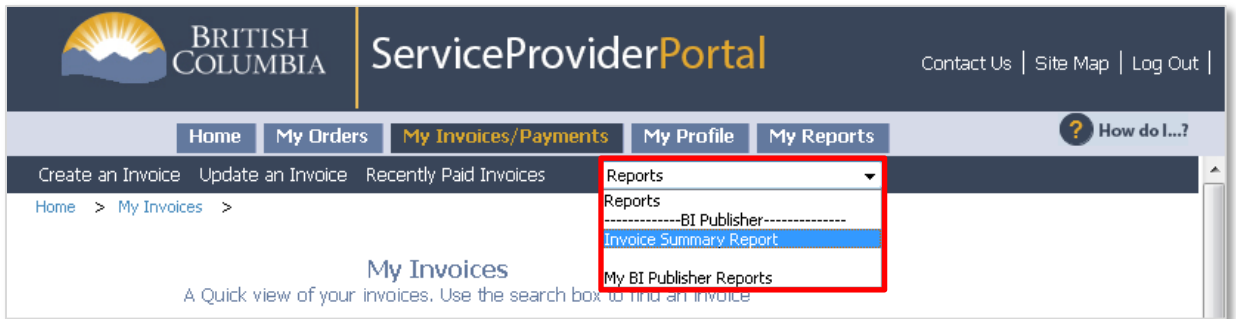 BRITISH
COLUMBIA
ServiceProviderPortal
Contact Us | Site Map | Log Out |
Home My Orders My Invoices/Payments My Profile My Reports ? How do I...?
Create an Invoice Update an Invoice Recently Paid Invoices Reports
Home > My Invoices >
Reports
-------------BI Publisher--------------
Invoice Summary Report
My BI Publisher Reports
My Invoices
A Quick view of your invoices. Use the search box to find an invoice